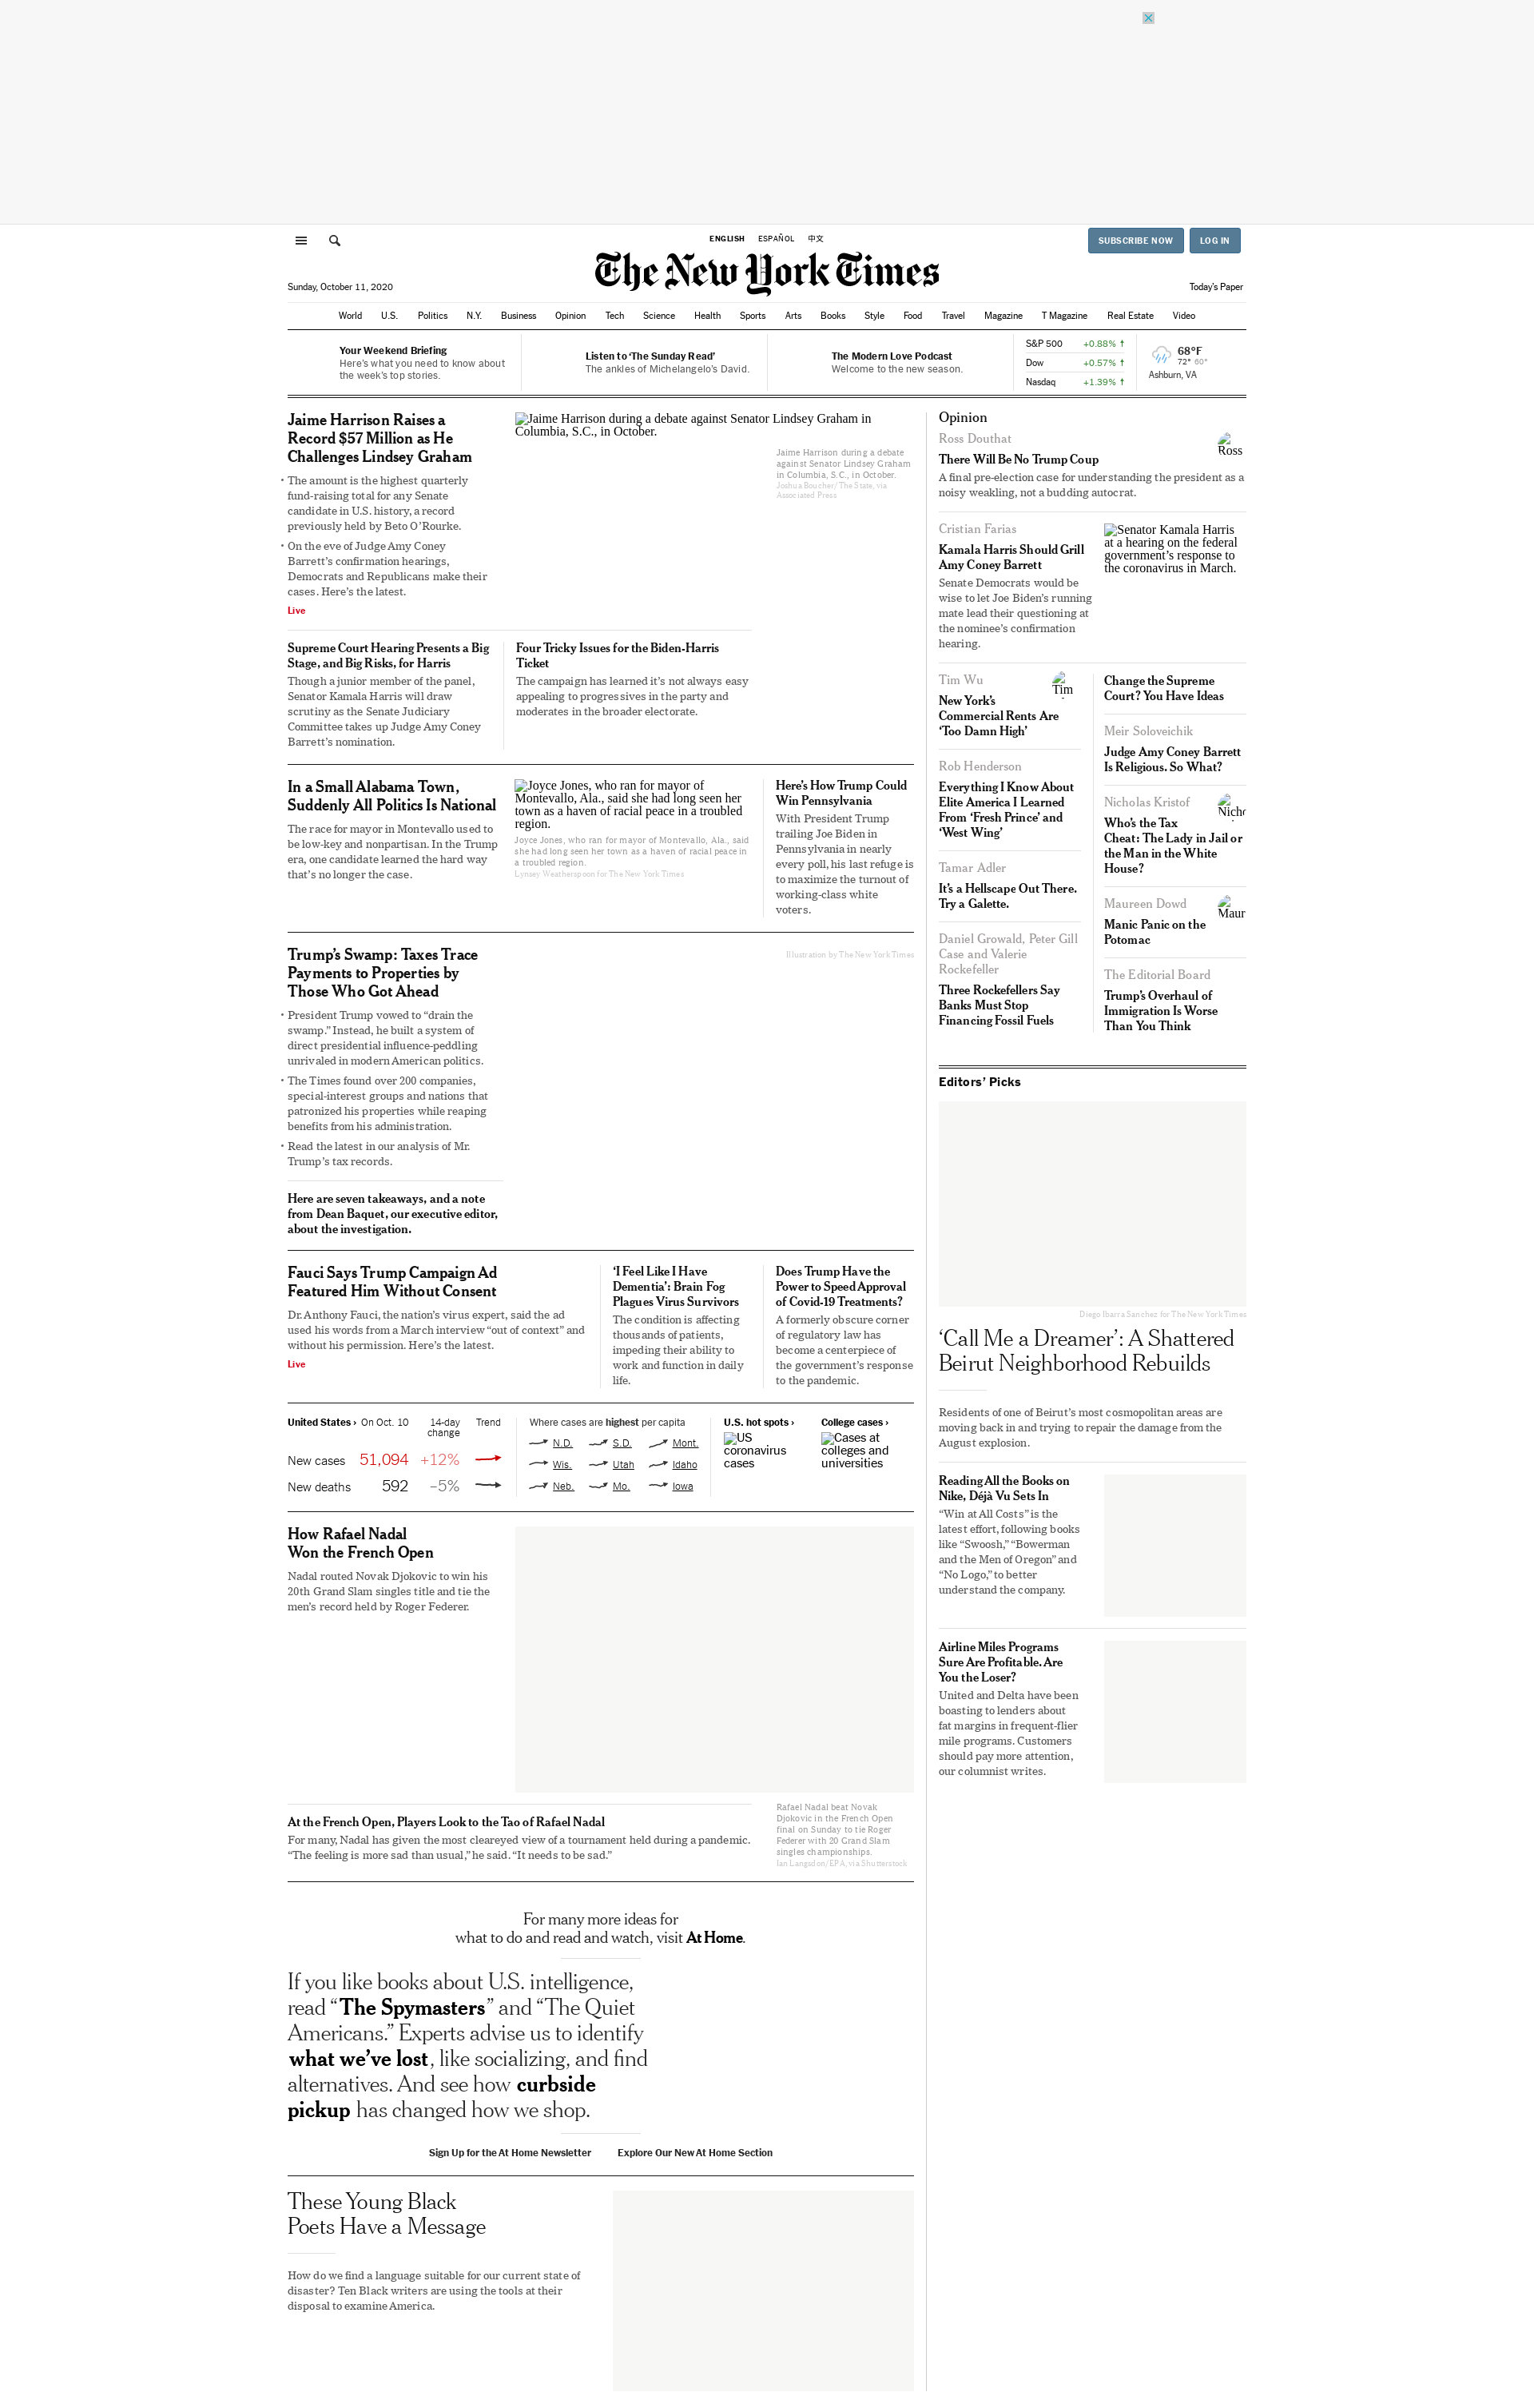 ENGLISH ESPAÑOL 中文
SUBSCRIBE NOW LOG IN
The New York Times
Sunday, October 11, 2020
Today's Paper
World U.S. Politics N.Y. Business Opinion Tech Science Health Sports Arts Books Style Food Travel Magazine T Magazine Real Estate Video
Your Weekend Briefing
Here's what you need to know about
the week's top stories.
Listen to ‘The Sunday Read’
The ankles of Michelangelo's David.
The Modern Love Podcast
Welcome to the new season.
S&P 500 +0.88% ↑
Dow +0.57% ↑
Nasdaq +1.39% ↑
68°F
72° 60°
Ashburn, VA
Jaime Harrison Raises a
Record $57 Million as He
Challenges Lindsey Graham
• The amount is the highest quarterly
fund-raising total for any Senate
candidate in U.S. history, a record
previously held by Beto O’Rourke.
• On the eve of Judge Amy Coney
Barrett’s confirmation hearings,
Democrats and Republicans make their
cases. Here’s the latest.
Live
Jaime Harrison during a debate against Senator Lindsey Graham in
Columbia, S.C., in October.
Jaime Harrison during a debate
against Senator Lindsey Graham
in Columbia, S.C., in October.
Joshua Boucher/The State, via
Associated Press
Supreme Court Hearing Presents a Big
Stage, and Big Risks, for Harris
Though a junior member of the panel,
Senator Kamala Harris will draw
scrutiny as the Senate Judiciary
Committee takes up Judge Amy Coney
Barrett’s nomination.
Four Tricky Issues for the Biden-Harris
Ticket
The campaign has learned it’s not always easy
appealing to progressives in the party and
moderates in the broader electorate.
In a Small Alabama Town,
Suddenly All Politics Is National
The race for mayor in Montevallo used to
be low-key and nonpartisan. In the Trump
era, one candidate learned the hard way
that’s no longer the case.
Joyce Jones, who ran for mayor of
Montevallo, Ala., said she had long seen her
town as a haven of racial peace in a troubled
region.
Joyce Jones, who ran for mayor of Montevallo, Ala., said
she had long seen her town as a haven of racial peace in
a troubled region.
Lynsey Weatherspoon for The New York Times
Here’s How Trump Could
Win Pennsylvania
With President Trump
trailing Joe Biden in
Pennsylvania in nearly
every poll, his last refuge is
to maximize the turnout of
working-class white
voters.
Trump’s Swamp: Taxes Trace
Payments to Properties by
Those Who Got Ahead
• President Trump vowed to “drain the
swamp.” Instead, he built a system of
direct presidential influence-peddling
unrivaled in modern American politics.
• The Times found over 200 companies,
special-interest groups and nations that
patronized his properties while reaping
benefits from his administration.
• Read the latest in our analysis of Mr.
Trump’s tax records.
Illustration by The New York Times
Here are seven takeaways, and a note
from Dean Baquet, our executive editor,
about the investigation.
Fauci Says Trump Campaign Ad
Featured Him Without Consent
Dr. Anthony Fauci, the nation’s virus expert, said the ad
used his words from a March interview “out of context” and
without his permission. Here’s the latest.
Live
‘I Feel Like I Have
Dementia’: Brain Fog
Plagues Virus Survivors
The condition is affecting
thousands of patients,
impeding their ability to
work and function in daily
life.
Does Trump Have the
Power to Speed Approval
of Covid-19 Treatments?
A formerly obscure corner
of regulatory law has
become a centerpiece of
the government’s response
to the pandemic.
United States › On Oct. 10 14-day
change Trend
New cases 51,094 +12%
New deaths 592 –5%
Where cases are highest per capita
N.D. S.D. Mont.
Wis. Utah Idaho
Neb. Mo. Iowa
U.S. hot spots ›
US
coronavirus
cases
College cases ›
Cases at
colleges and
universities
How Rafael Nadal
Won the French Open
Nadal routed Novak Djokovic to win his
20th Grand Slam singles title and tie the
men’s record held by Roger Federer.
At the French Open, Players Look to the Tao of Rafael Nadal
For many, Nadal has given the most cleareyed view of a tournament held during a pandemic.
“The feeling is more sad than usual,” he said. “It needs to be sad.”
Rafael Nadal beat Novak
Djokovic in the French Open
final on Sunday to tie Roger
Federer with 20 Grand Slam
singles championships.
Ian Langsdon/EPA, via Shutterstock
For many more ideas for
what to do and read and watch, visit At Home.
If you like books about U.S. intelligence,
read “The Spymasters” and “The Quiet
Americans.” Experts advise us to identify
what we’ve lost, like socializing, and find
alternatives. And see how curbside
pickup has changed how we shop.
Sign Up for the At Home Newsletter Explore Our New At Home Section
These Young Black
Poets Have a Message
How do we find a language suitable for our current state of
disaster? Ten Black writers are using the tools at their
disposal to examine America.
Opinion
Ross Douthat
Ross
There Will Be No Trump Coup
A final pre-election case for understanding the president as a
noisy weakling, not a budding autocrat.
Cristian Farias
Kamala Harris Should Grill
Amy Coney Barrett
Senate Democrats would be
wise to let Joe Biden’s running
mate lead their questioning at
the nominee’s confirmation
hearing.
Senator Kamala Harris
at a hearing on the federal
government’s response to
the coronavirus in March.
Tim Wu
Tim
New York’s
Commercial Rents Are
‘Too Damn High’
Rob Henderson
Everything I Know About
Elite America I Learned
From ‘Fresh Prince’ and
‘West Wing’
Tamar Adler
It’s a Hellscape Out There.
Try a Galette.
Daniel Growald, Peter Gill
Case and Valerie
Rockefeller
Three Rockefellers Say
Banks Must Stop
Financing Fossil Fuels
Change the Supreme
Court? You Have Ideas
Meir Soloveichik
Judge Amy Coney Barrett
Is Religious. So What?
Nicholas Kristof
Nicho
Who’s the Tax
Cheat: The Lady in Jail or
the Man in the White
House?
Maureen Dowd
Maur
Manic Panic on the
Potomac
The Editorial Board
Trump’s Overhaul of
Immigration Is Worse
Than You Think
Editors’ Picks
Diego Ibarra Sanchez for The New York Times
‘Call Me a Dreamer’: A Shattered
Beirut Neighborhood Rebuilds
Residents of one of Beirut’s most cosmopolitan areas are
moving back in and trying to repair the damage from the
August explosion.
Reading All the Books on
Nike, Déjà Vu Sets In
“Win at All Costs” is the
latest effort, following books
like “Swoosh,” “Bowerman
and the Men of Oregon” and
“No Logo,” to better
understand the company.
Airline Miles Programs
Sure Are Profitable. Are
You the Loser?
United and Delta have been
boasting to lenders about
fat margins in frequent-flier
mile programs. Customers
should pay more attention,
our columnist writes.